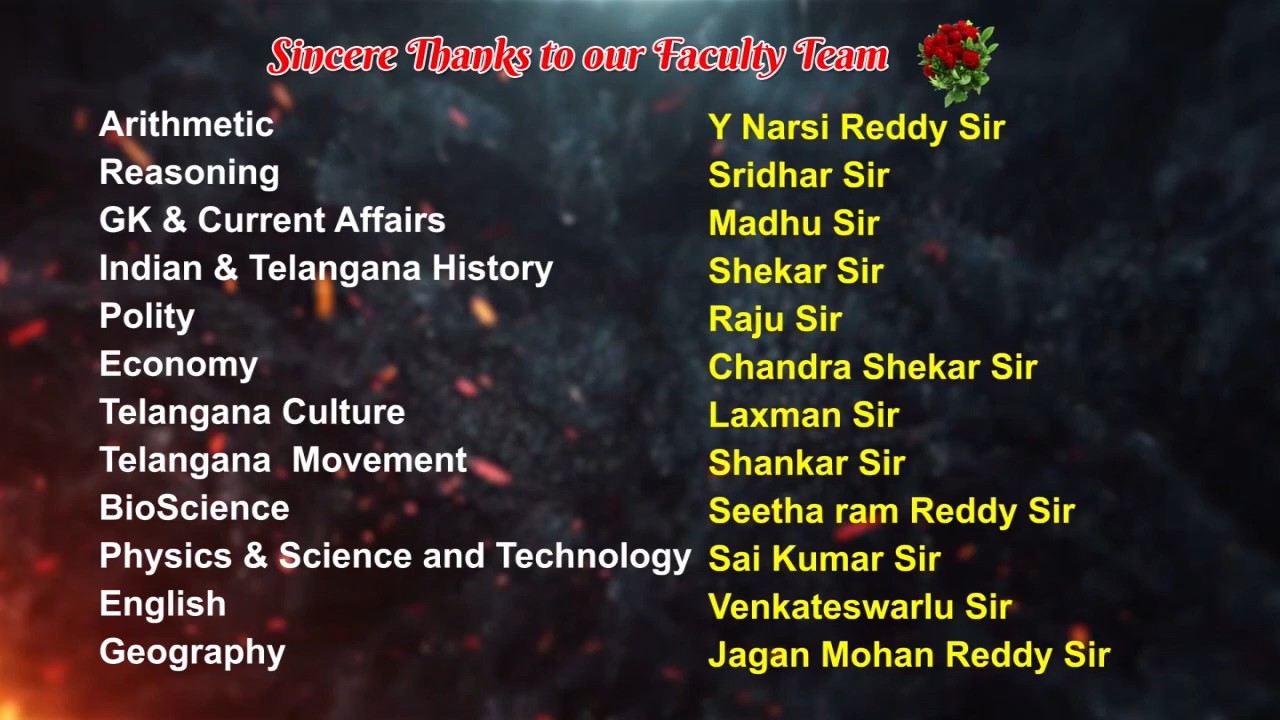 Sincere Thanks to our Faculty Team
Arithmetic Y Narsi Reddy Sir
Reasoning Sridhar Sir
GK & Current Affairs Madhu Sir
Indian & Telangana History Shekar Sir
Polity Raju Sir
Economy Chandra Shekar Sir
Telangana Culture Laxman Sir
Telangana  Movement Shankar Sir
BioScience Seetha ram Reddy Sir
Physics & Science and Technology Sai Kumar Sir
English Venkateswarlu Sir
Geography Jagan Mohan Reddy Sir